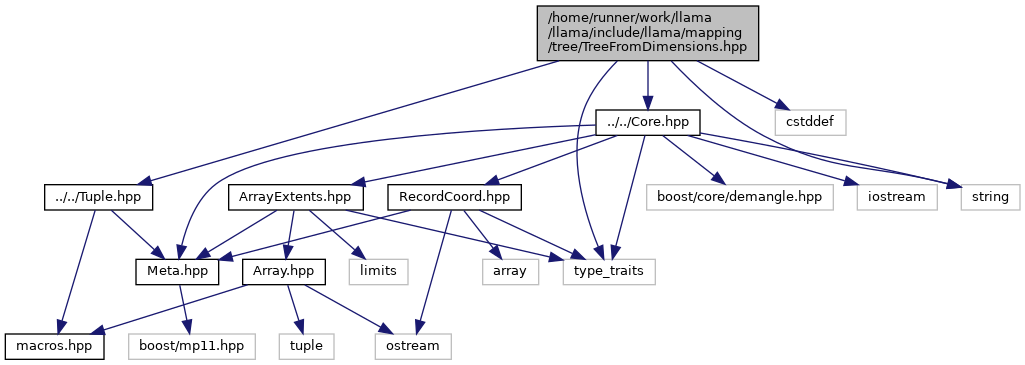 /home/runner/work/llama
/llama/include/llama/mapping
/tree/TreeFromDimensions.hpp
../../Core.hpp
cstddef
../../Tuple.hpp
ArrayExtents.hpp
RecordCoord.hpp
boost/core/demangle.hpp
iostream
string
Meta.hpp
Array.hpp
limits
array
type_traits
macros.hpp
boost/mp11.hpp
tuple
ostream